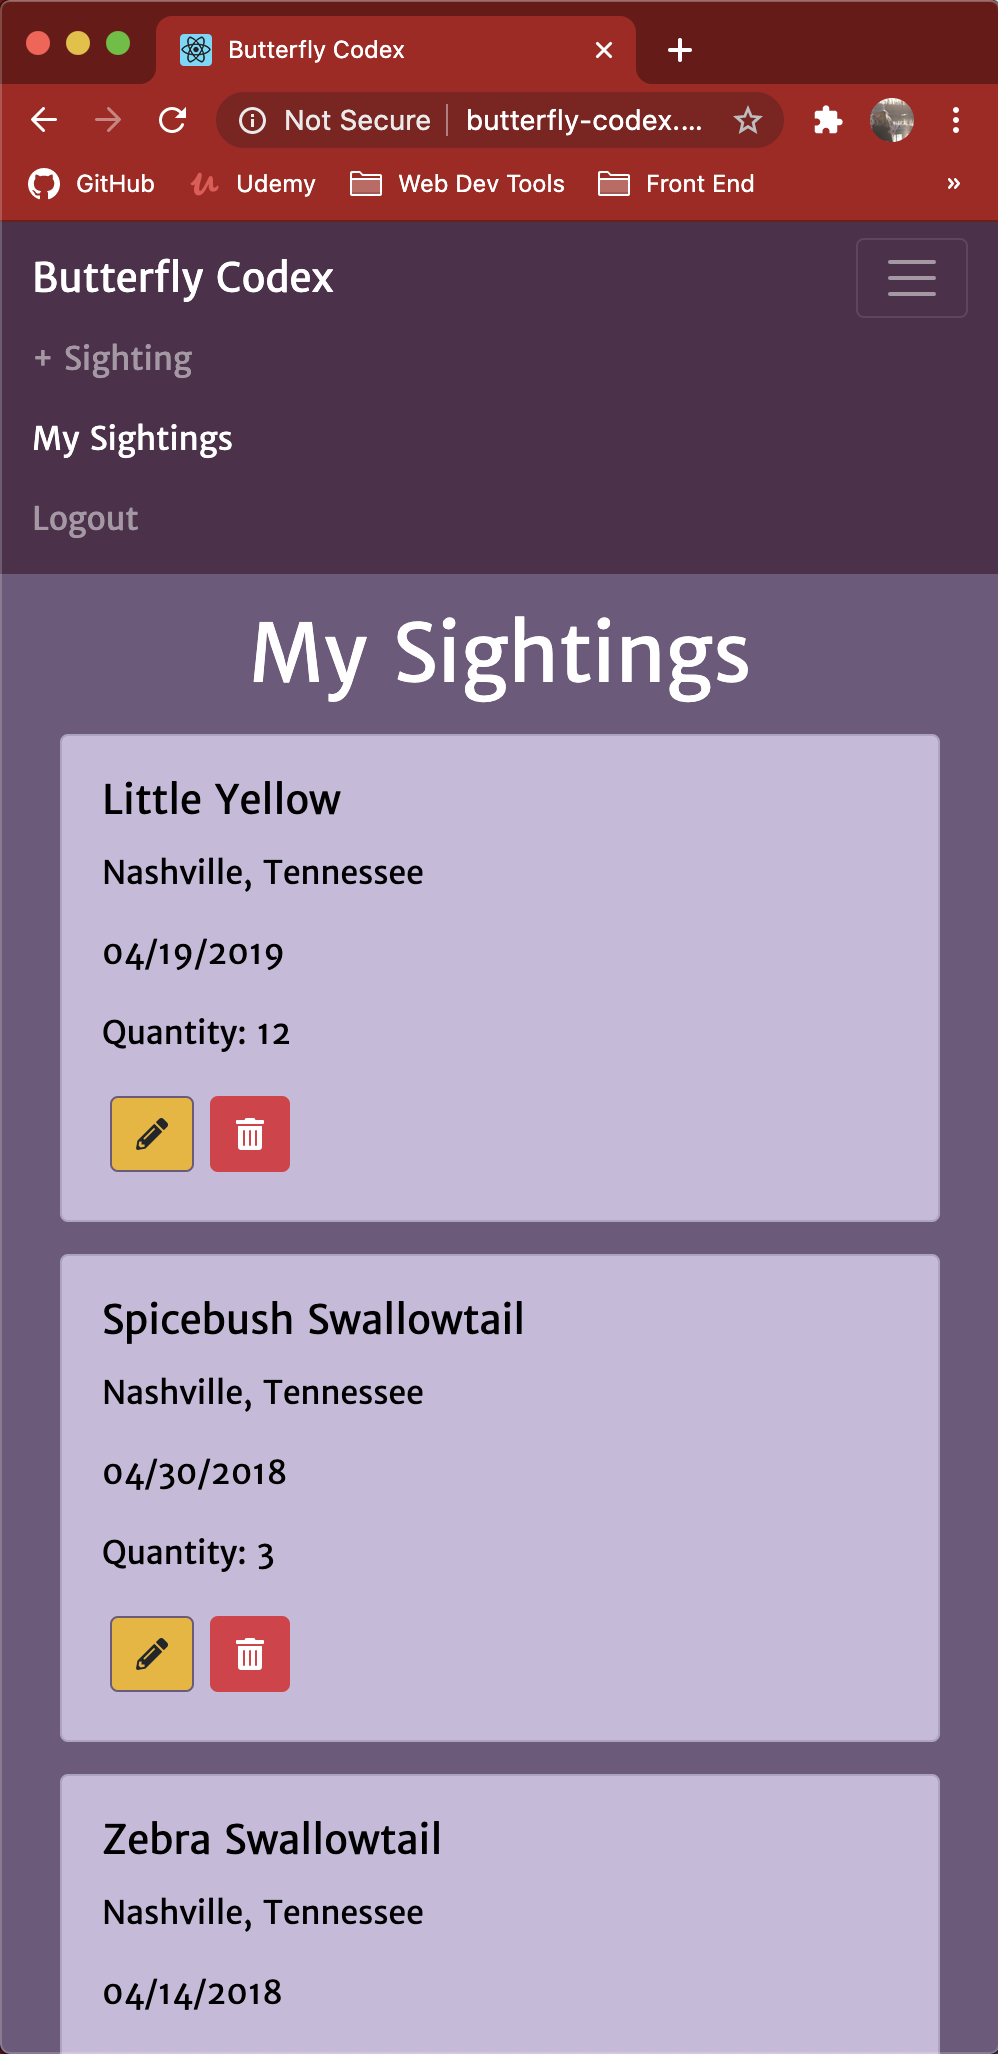 Butterfly Codex
Not Secure butterfly-codex....
GitHub Udemy Web Dev Tools Front End »
Butterfly Codex
+ Sighting
My Sightings
Logout
My Sightings
Little Yellow
Nashville, Tennessee
04/19/2019
Quantity: 12
Spicebush Swallowtail
Nashville, Tennessee
04/30/2018
Quantity: 3
Zebra Swallowtail
Nashville, Tennessee
04/14/2018